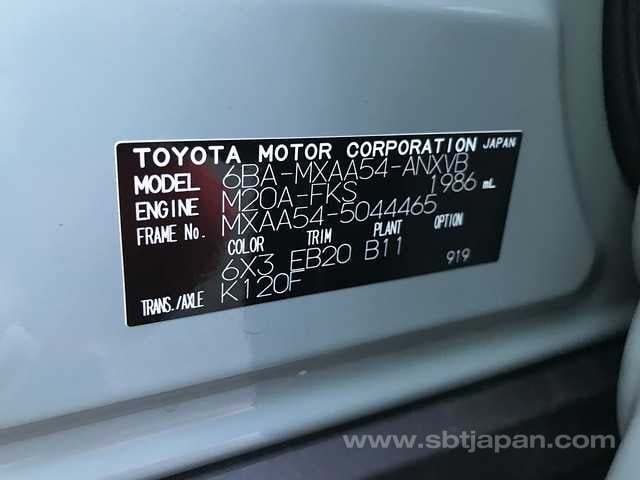 TOYOTA MOTOR CORPORATION JAPAN
MODEL 6BA-MXAA54-ANXVB
ENGINE M20A-FKS 1986 mL
FRAME No. MXAA54-5044465
COLOR TRIM PLANT OPTION
6X3 EB20 B11 919
TRANS./AXLE K120F
www.sbtjapan.com